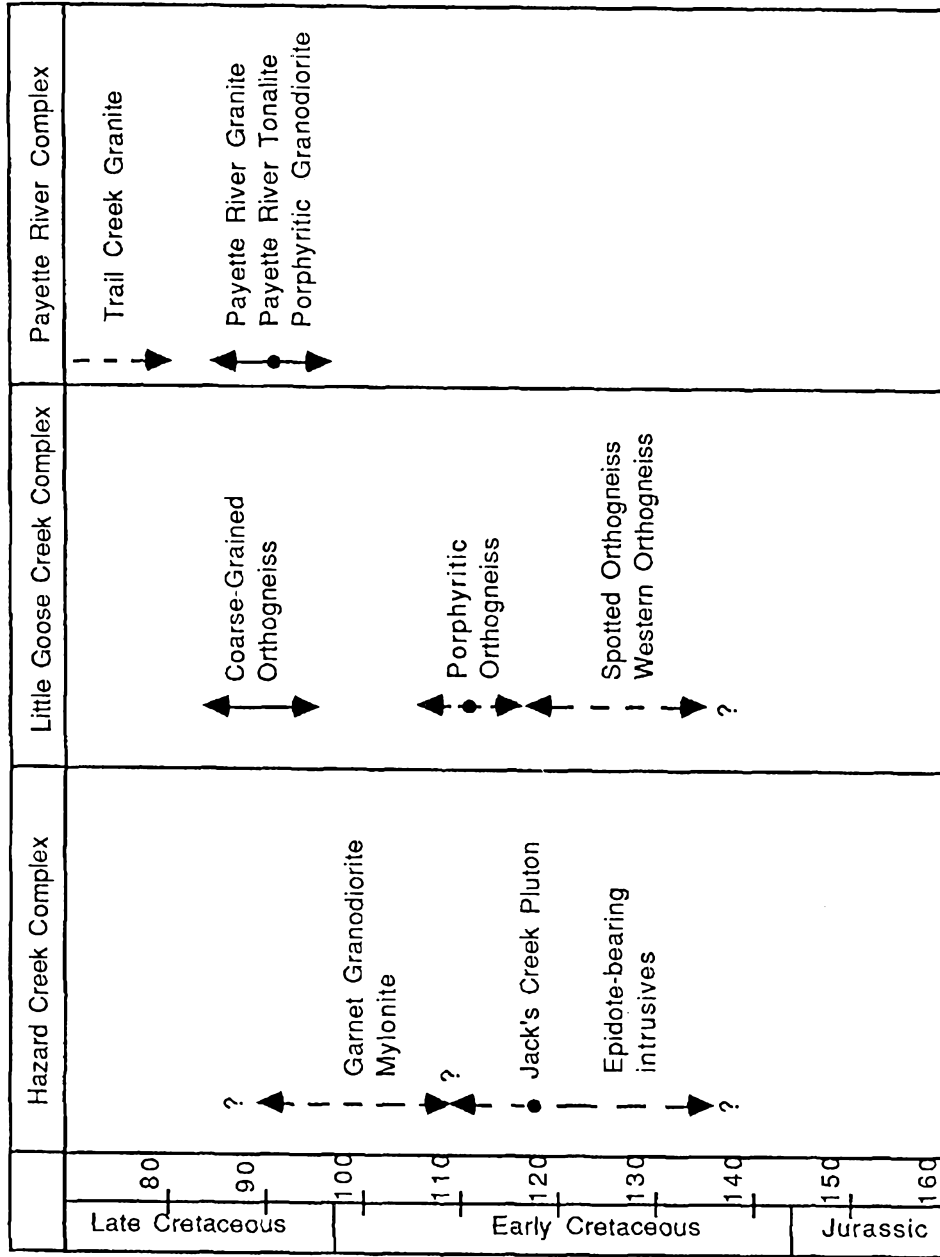 Hazard Creek Complex
Little Goose Creek Complex
Payette River Complex
Late Cretaceous
Early Cretaceous
Jurassic
80
90
100
110
120
130
140
150
160
?
Garnet Granodiorite
Mylonite
?
Jack's Creek Pluton
Epidote-bearing
intrusives
?
Coarse-Grained
Orthogneiss
Porphyritic
Orthogneiss
Spotted Orthogneiss
Western Orthogneiss
?
Trail Creek Granite
Payette River Granite
Payette River Tonalite
Porphyritic Granodiorite